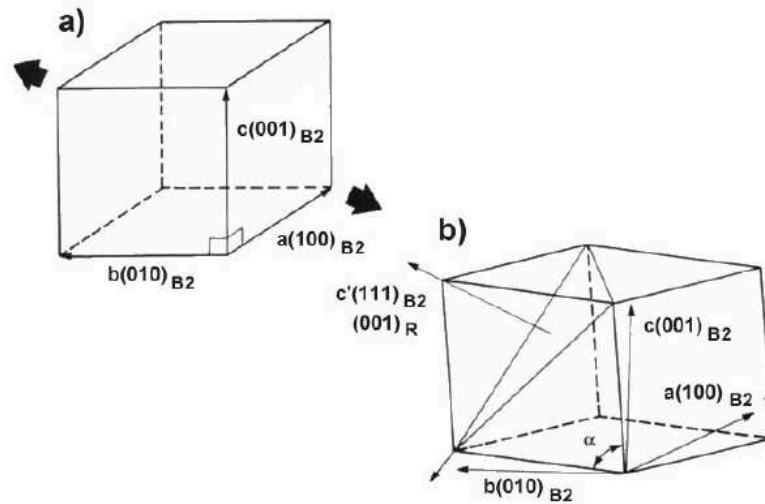 a)
c(001) B2
a(100) B2
b(010) B2
b)
c'(111) B2
(001) R
c(001) B2
a(100) B2
α
b(010) B2